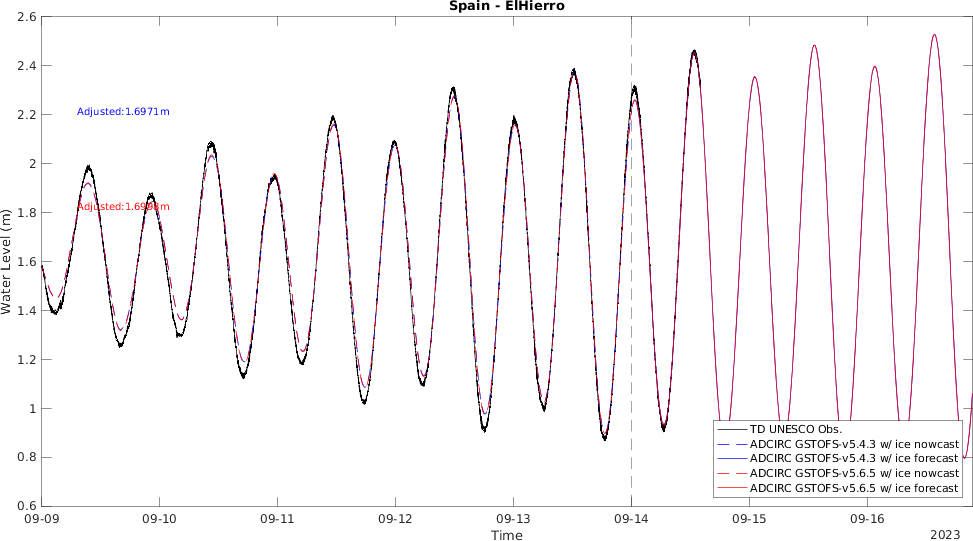 Spain - ElHierro
2.6
2.4
2.2
2
1.8
1.6
1.4
1.2
1
0.8
0.6
Water Level (m)
Adjusted:1.6971m
Adjusted:1.6998m
TD UNESCO Obs.
ADCIRC GSTOFS-v5.4.3 w/ ice nowcast
ADCIRC GSTOFS-v5.4.3 w/ ice forecast
ADCIRC GSTOFS-v5.6.5 w/ ice nowcast
ADCIRC GSTOFS-v5.6.5 w/ ice forecast
09-09 09-10 09-11 09-12 09-13 09-14 09-15 09-16
Time
2023